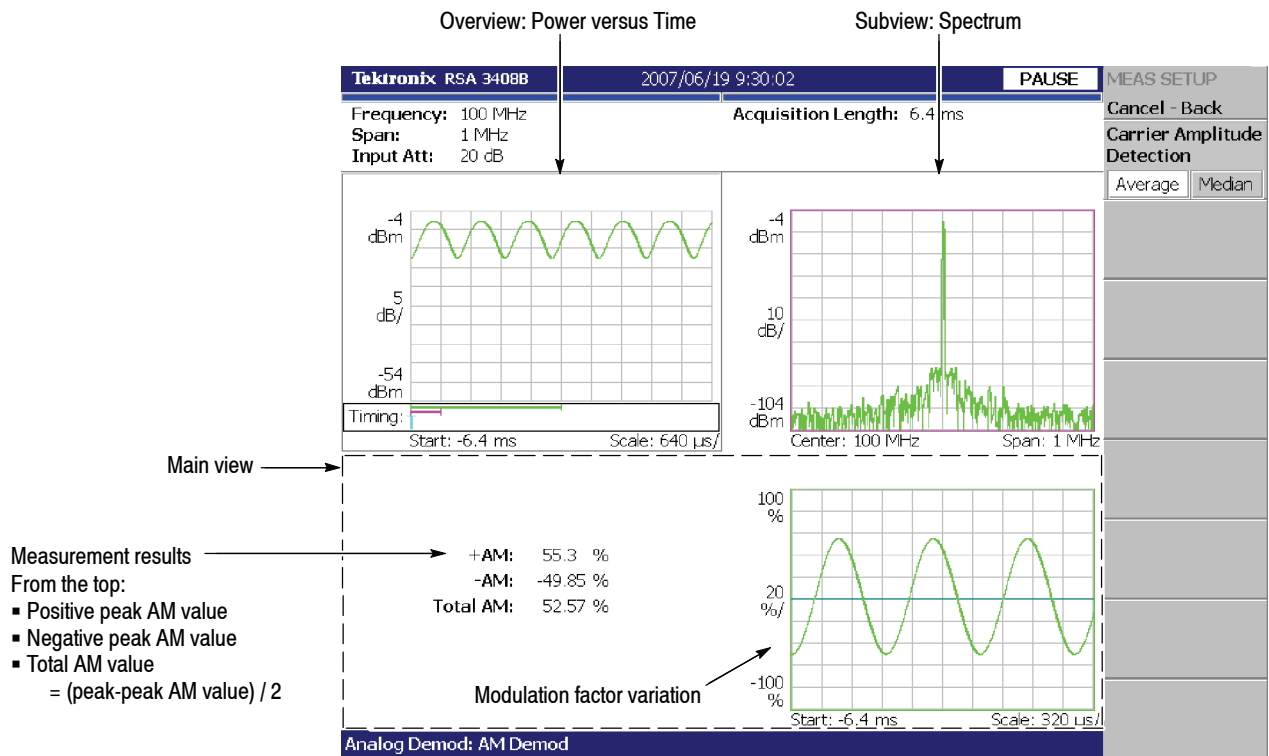 Overview: Power versus Time
Subview: Spectrum
Tektronix RSA 3408B 2007/06/19 9:30:02 PAUSE
MEAS SETUP
Cancel - Back
Carrier Amplitude
Detection
Average Median
Frequency: 100 MHz
Span: 1 MHz
Input Att: 20 dB
Acquisition Length: 6.4 ms
-4
dBm
5
dB/
-54
dBm
Timing:
Start: -6.4 ms Scale: 640 µs/
-4
dBm
10
dB/
-104
dBm
Center: 100 MHz Span: 1 MHz
Main view
Measurement results
From the top:
▪ Positive peak AM value
▪ Negative peak AM value
▪ Total AM value
= (peak-peak AM value) / 2
+AM: 55.3 %
-AM: -49.85 %
Total AM: 52.57 %
Modulation factor variation
100
%
20
%/
-100
%
Start: -6.4 ms Scale: 320 µs/
Analog Demod: AM Demod